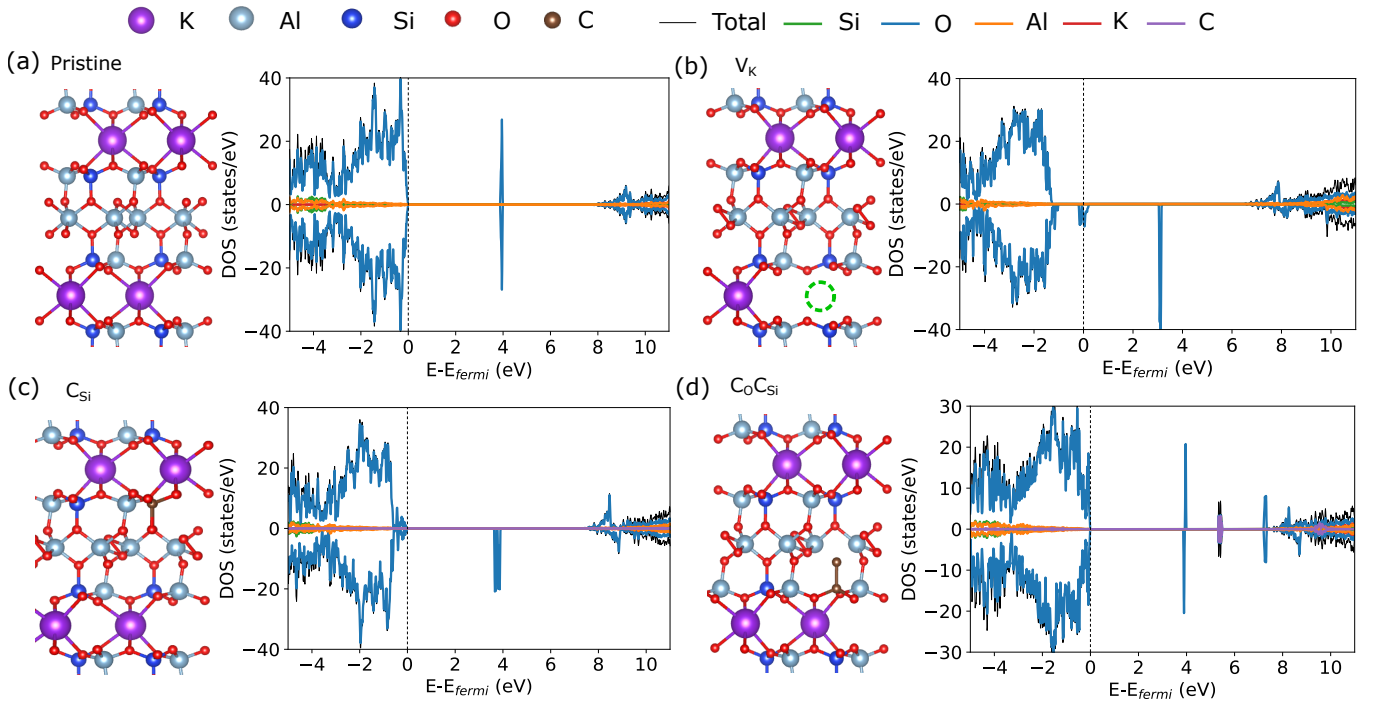 K Al Si O C Total Si O Al K C
(a) Pristine
40
20
0
−20
−40
DOS (states/eV)
−4 −2 0 2 4 6 8 10
E-E_fermi (eV)
(b) V_K
40
20
0
−20
−40
DOS (states/eV)
−4 −2 0 2 4 6 8 10
E-E_fermi (eV)
(c) C_Si
40
20
0
−20
−40
DOS (states/eV)
−4 −2 0 2 4 6 8 10
E-E_fermi (eV)
(d) C_OC_Si
30
20
10
0
−10
−20
−30
DOS (states/eV)
−4 −2 0 2 4 6 8 10
E-E_fermi (eV)